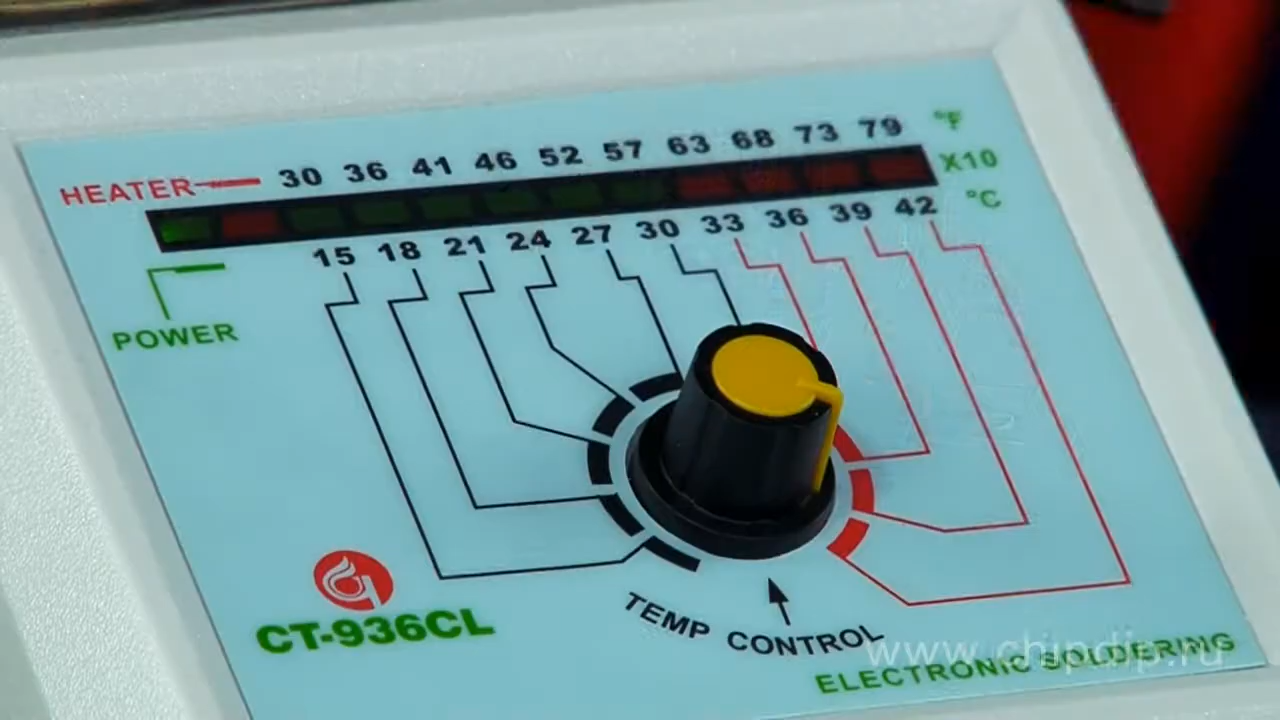 30 36 41 46 52 57 63 68 73 79 °F
HEATER
X10
15 18 21 24 27 30 33 36 39 42 °C
POWER
CT-936CL
TEMP CONTROL
ELECTRONIC SOLDERING
www.chipdip.ru